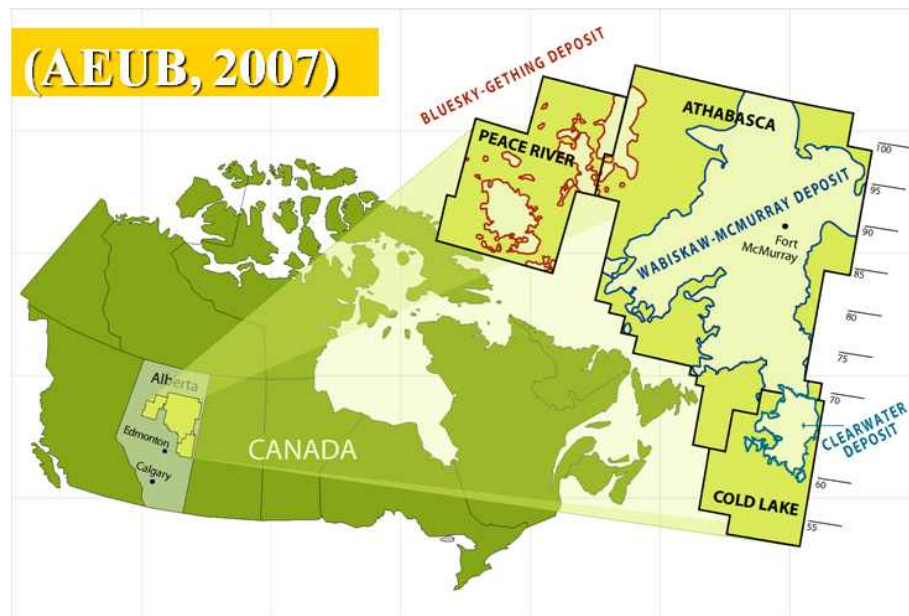 (AEUB, 2007)
BLUESKY-GETHING DEPOSIT
PEACE RIVER
ATHABASCA
WABISKAW-MCMURRAY DEPOSIT
Fort
McMurray
100
95
90
85
80
75
70
60
55
CLEARWATER
DEPOSIT
COLD LAKE
Alberta
Edmonton
Calgary
CANADA